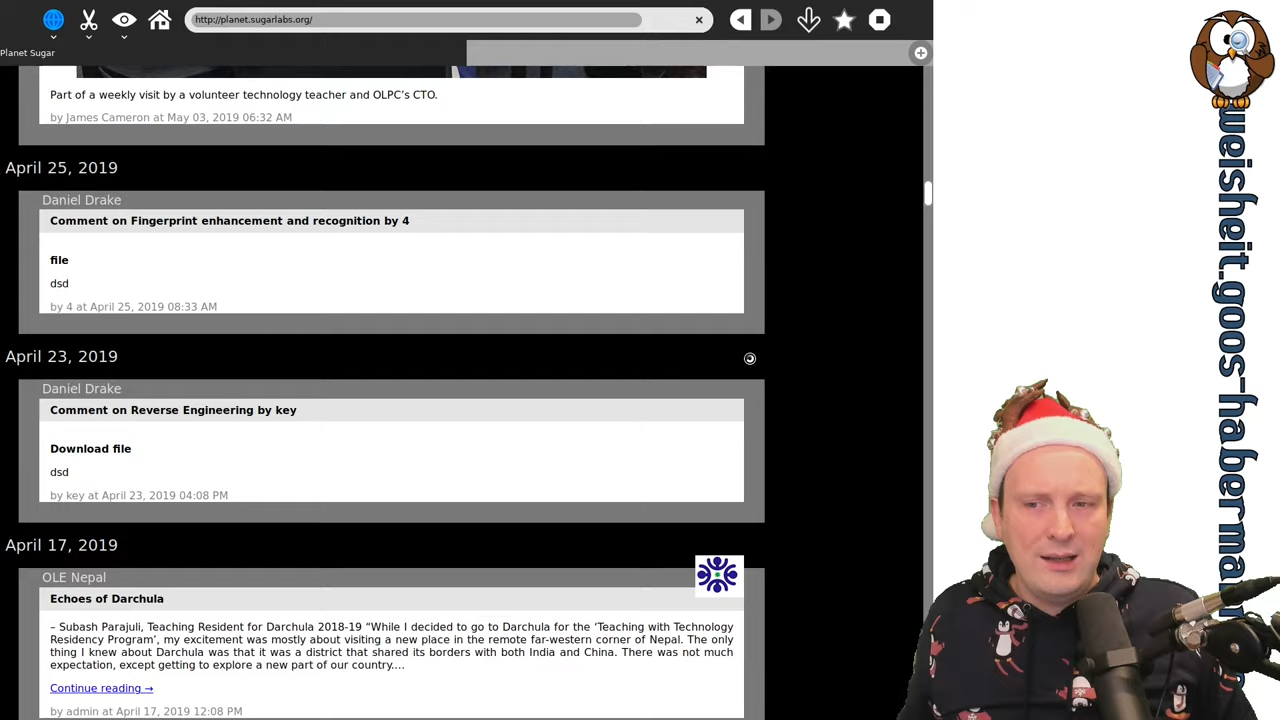 http://planet.sugarlabs.org/
Planet Sugar
Part of a weekly visit by a volunteer technology teacher and OLPC’s CTO.
by James Cameron at May 03, 2019 06:32 AM
April 25, 2019
Daniel Drake
Comment on Fingerprint enhancement and recognition by 4
file
dsd
by 4 at April 25, 2019 08:33 AM
April 23, 2019
Daniel Drake
Comment on Reverse Engineering by key
Download file
dsd
by key at April 23, 2019 04:08 PM
April 17, 2019
OLE Nepal
Echoes of Darchula
– Subash Parajuli, Teaching Resident for Darchula 2018-19 “While I decided to go to Darchula for the ‘Teaching with Technology
Residency Program’, my excitement was mostly about visiting a new place in the remote far-western corner of Nepal. The only
thing I knew about Darchula was that it was a district that shared its borders with both India and China. There was not much
expectation, except getting to explore a new part of our country....
Continue reading →
by admin at April 17, 2019 12:08 PM